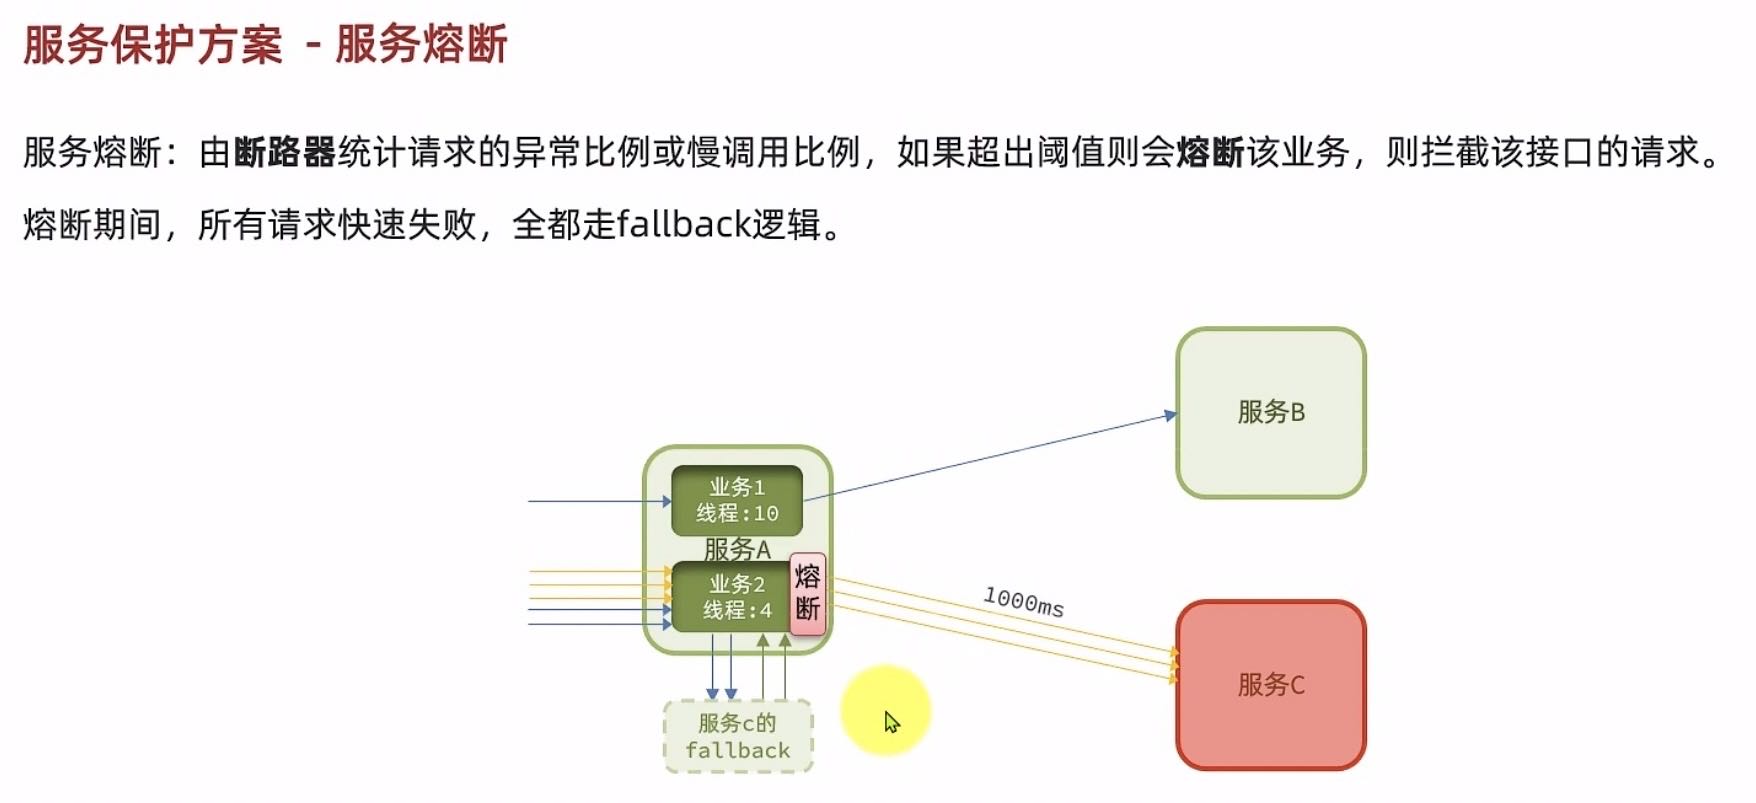 服务保护方案 - 服务熔断
服务熔断：由断路器统计请求的异常比例或慢调用比例，如果超出阈值则会熔断该业务，则拦截该接口的请求。
熔断期间，所有请求快速失败，全都走fallback逻辑。
服务B
业务1
线程:10
服务A
业务2
线程:4
熔
断
1000ms
服务C
服务c的
fallback